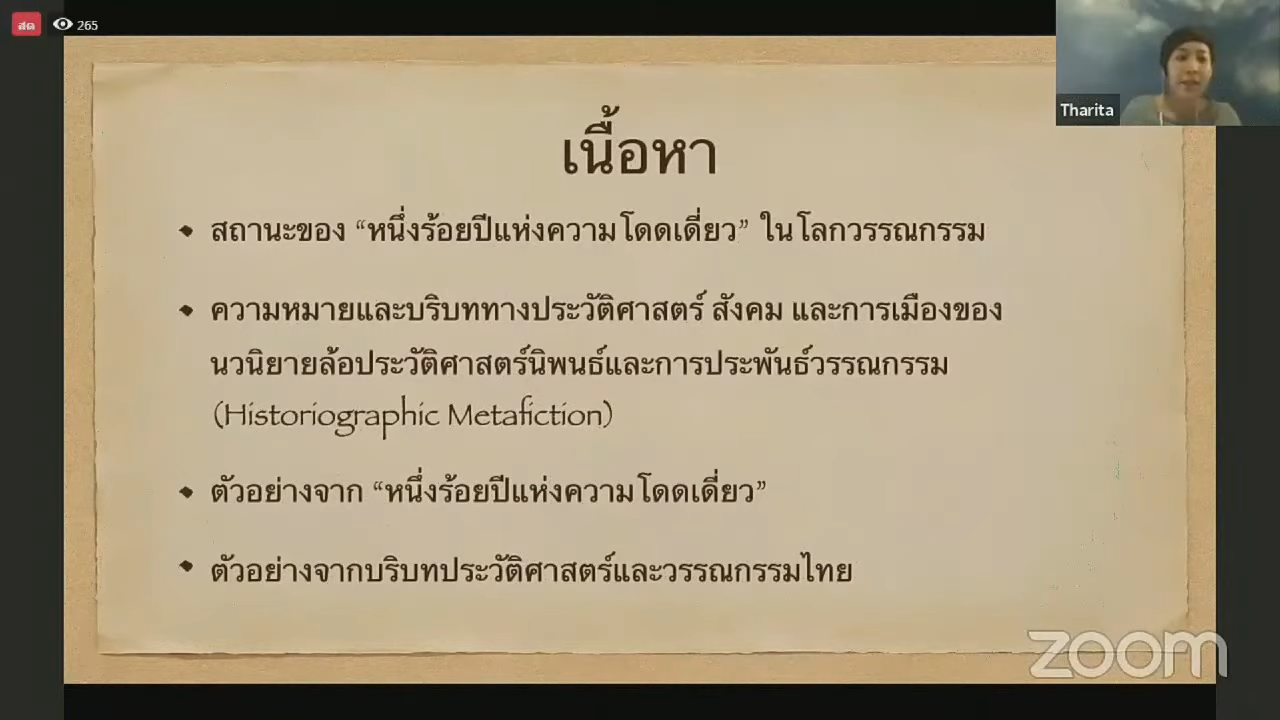 สด 265
Tharita
เนื้อหา
• สถานะของ “หนึ่งร้อยปีแห่งความโดดเดี่ยว” ในโลกวรรณกรรม
• ความหมายและบริบททางประวัติศาสตร์ สังคม และการเมืองของ
นวนิยายล้อประวัติศาสตร์นิพนธ์และการประพันธ์วรรณกรรม
(Historiographic Metafiction)
• ตัวอย่างจาก “หนึ่งร้อยปีแห่งความโดดเดี่ยว”
• ตัวอย่างจากบริบทประวัติศาสตร์และวรรณกรรมไทย
zoom